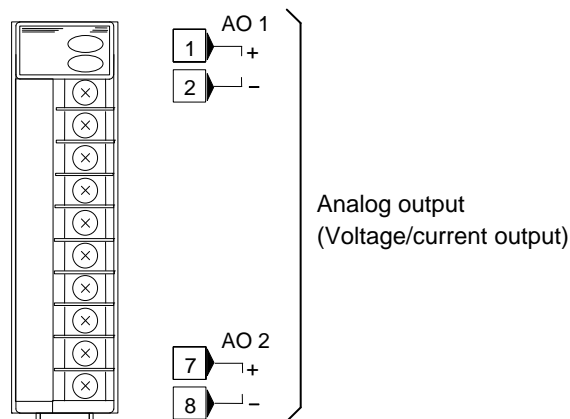 AO 1
1 +
2 −
Analog output
(Voltage/current output)
AO 2
7 +
8 −